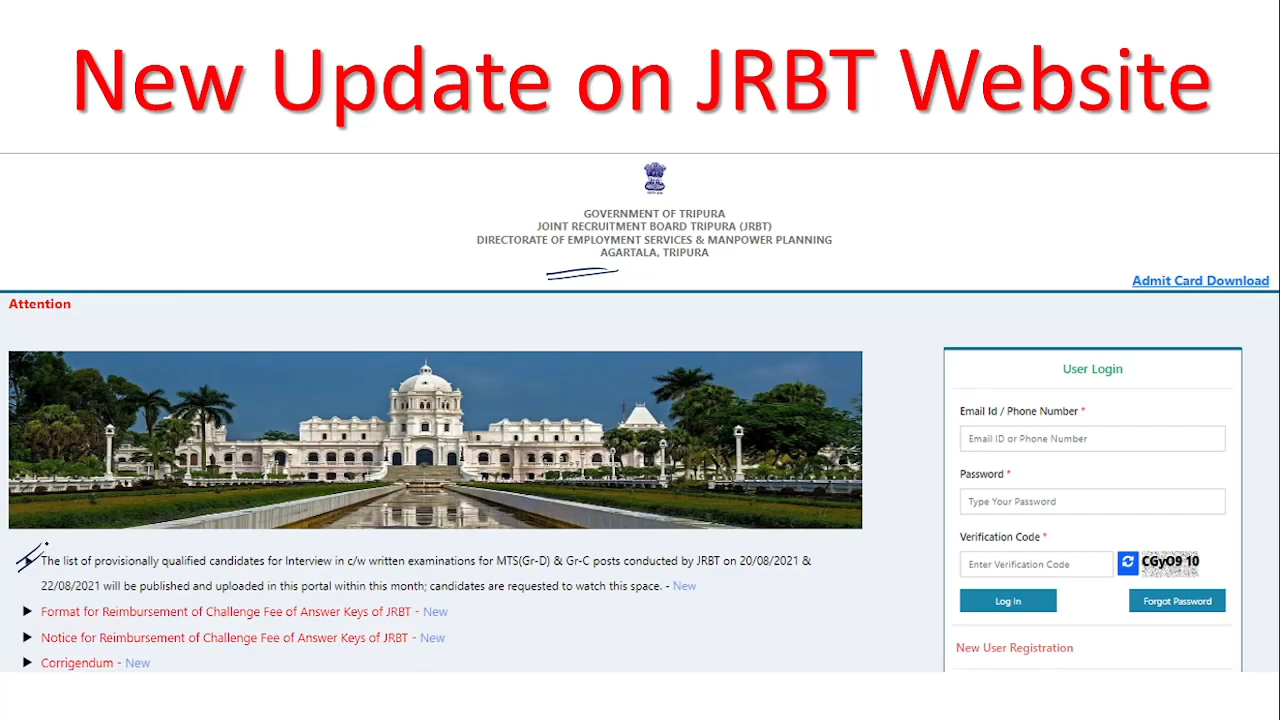 New Update on JRBT Website
GOVERNMENT OF TRIPURA
JOINT RECRUITMENT BOARD TRIPURA (JRBT)
DIRECTORATE OF EMPLOYMENT SERVICES & MANPOWER PLANNING
AGARTALA, TRIPURA
Admit Card Download
Attention
The list of provisionally qualified candidates for Interview in c/w written examinations for MTS(Gr-D) & Gr-C posts conducted by JRBT on 20/08/2021 &
22/08/2021 will be published and uploaded in this portal within this month; candidates are requested to watch this space. - New
Format for Reimbursement of Challenge Fee of Answer Keys of JRBT - New
Notice for Reimbursement of Challenge Fee of Answer Keys of JRBT - New
Corrigendum - New
User Login
Email Id / Phone Number *
Email ID or Phone Number
Password *
Type Your Password
Verification Code *
Enter Verification Code
CGyO9 10
Log In
Forgot Password
New User Registration